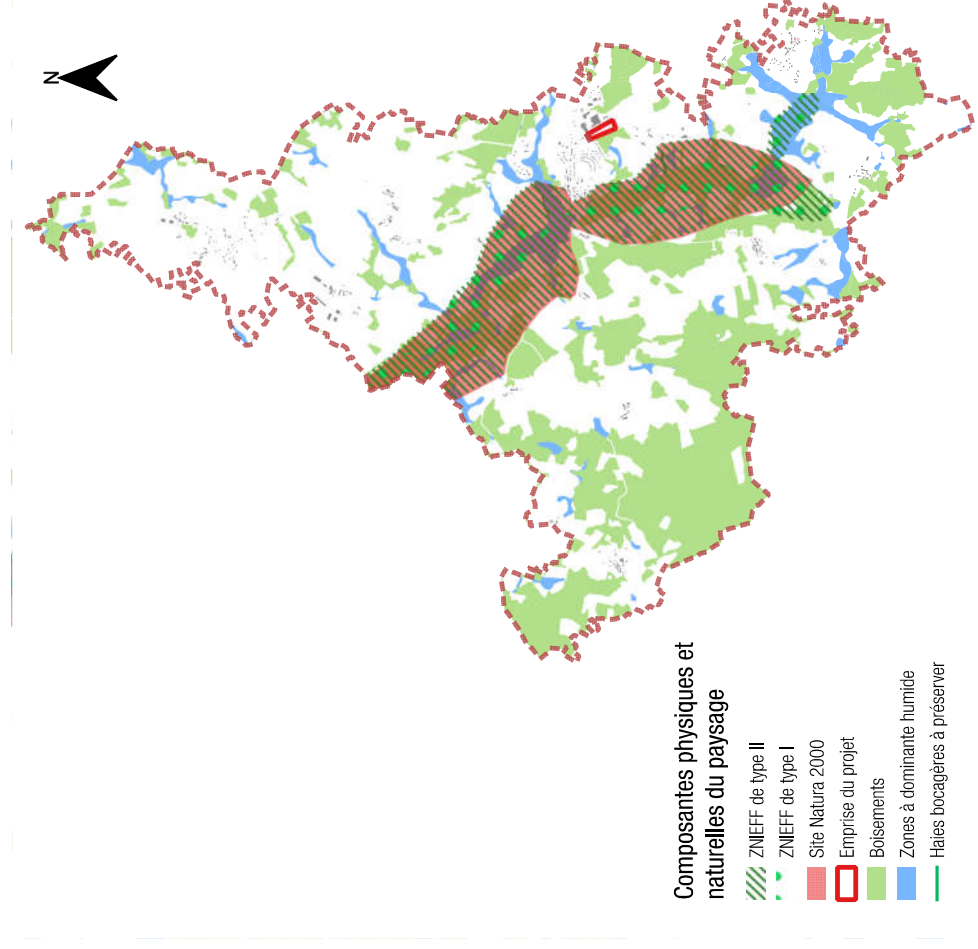 N
Composantes physiques et
naturelles du paysage
ZNIEFF de type II
ZNIEFF de type I
Site Natura 2000
Emprise du projet
Boisements
Zones à dominante humide
Haies bocagères à préserver